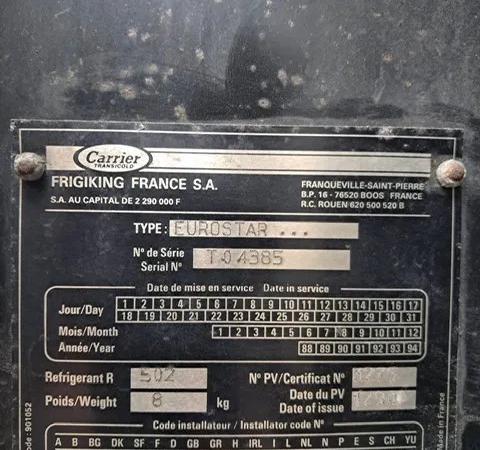 Carrier
TRANSICOLD
FRIGIKING FRANCE S.A.
S.A. AU CAPITAL DE 2 290 000 F
FRANQUEVILLE-SAINT-PIERRE
B.P. 16 - 76520 BOOS FRANCE
R.C. ROUEN 620 500 520 B
TYPE : EUROSTAR ...
N° de Série
Serial N° T04385
Date de mise en service Date in service
Jour/Day 1 2 3 4 5 6 7 8 9 10 11 12 13 14 15 16 17
18 19 20 21 22 23 24 25 26 27 28 29 30 31
Mois/Month 1 2 3 4 5 6 7 8 9 10 11 12
Année/Year 88 89 90 91 92 93 94
Refrigerant R 502 N° PV/Certificat N°
Poids/Weight 8 kg Date du PV
Date of issue
Code installateur / Installator code N°
A B BG DK SF F D GB GR H IRL I L NL N P E S CH YU
Code : 901052
Made in France